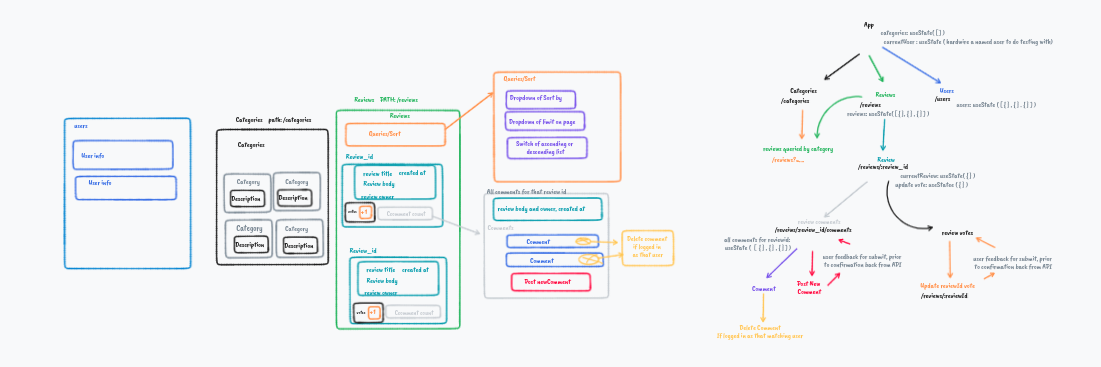 users
User info
User info
Categories path: /categories
Categories
Category
Description
Category
Description
Category
Description
Category
Description
Reviews PATH: /reviews
Reviews
Queries/Sort
Review_id
review title created at
Review body
review owner
votes +1
Comment count
Review_id
review title created at
Review body
review owner
votes +1
Comment count
Queries/Sort
Dropdown of Sort by
Dropdown of limit on page
Switch of ascending or
descending list
All comments for that review id
review body and owner, created at
Comments
Comment
Comment
Post newComment
Delete comment
if logged in
as that user
App
categories: useState([])
currentUser : useState (hardwire a named user to do testing with)
Categories
/categories
Reviews
/reviews
reviews: useState([[],[],[]])
Users
/users
users: useState ([[],[],[]])
reviews queried by category
/reviews?a...
Review
/reviews/:review_id
currentReview: useState([])
update vote: useStates ([])
review comments
/reviews/review_id/comments
all comments for reviewid:
useState ( [ [],[],[]])
user feedback for submit, prior
to confirmation back from API
Comment
Post New
Comment
Delete Comment
If logged in as that matching user
review votes
user feedback for submit, prior
to confirmation back from API
Update reviewId vote
/reviews/reviewId